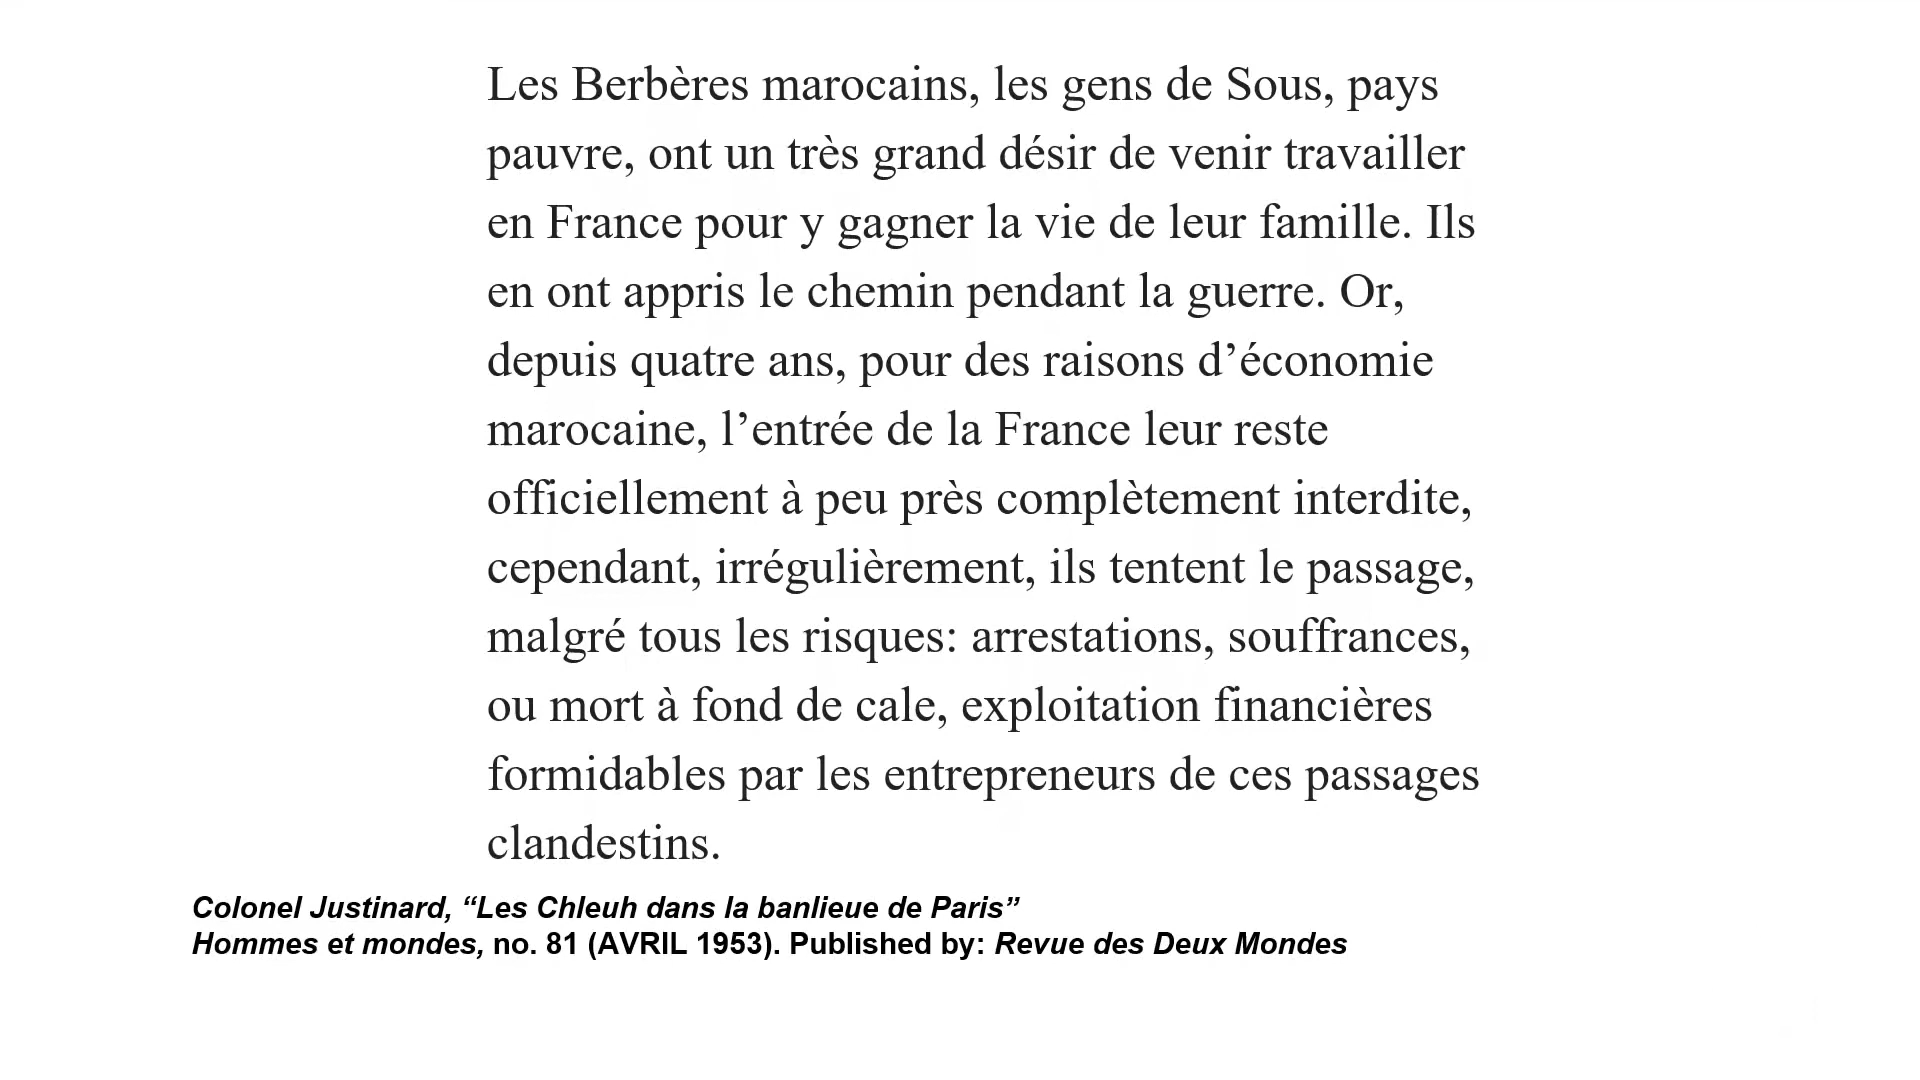 Les Berbères marocains, les gens de Sous, pays
pauvre, ont un très grand désir de venir travailler
en France pour y gagner la vie de leur famille. Ils
en ont appris le chemin pendant la guerre. Or,
depuis quatre ans, pour des raisons d’économie
marocaine, l’entrée de la France leur reste
officiellement à peu près complètement interdite,
cependant, irrégulièrement, ils tentent le passage,
malgré tous les risques: arrestations, souffrances,
ou mort à fond de cale, exploitation financières
formidables par les entrepreneurs de ces passages
clandestins.
Colonel Justinard, “Les Chleuh dans la banlieue de Paris”
Hommes et mondes, no. 81 (AVRIL 1953). Published by: Revue des Deux Mondes